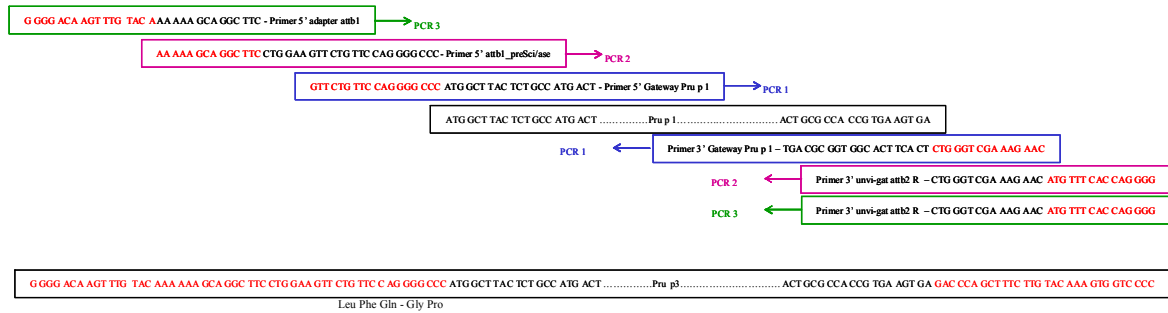 G GGG ACA AGT TTG TAC AAA AAA GCA GGC TTC - Primer 5' adapter attb1
PCR 3
AA AAA GCA GGC TTC CTG GAA GTT CTG TTC CAG GGG CCC - Primer 5' attb1_preSci/ase
PCR 2
GTT CTG TTC CAG GGG CCC ATG GCT TAC TCT GCC ATG ACT - Primer 5' Gateway Pru p 1
PCR 1
ATG GCT TAC TCT GCC ATG ACT ...............Pru p 1............................... ACT GCG CCA CCG TGA AGT GA
PCR 1
Primer 3' Gateway Pru p 1 – TGA CGC GGT GGC ACT TCA CT CTG GGT CGA AAG AAC
PCR 2
Primer 3' unvi-gat attb2 R – CTG GGT CGA AAG AAC ATG TTT CAC CAG GGG
PCR 3
Primer 3' unvi-gat attb2 R – CTG GGT CGA AAG AAC ATG TTT CAC CAG GGG
G GGG ACA AGT TTG TAC AAA AAA GCA GGC TTC CTG GAA GTT CTG TTC CAG GGG CCC ATG GCT TAC TCT GCC ATG ACT ...............Pru p3............................... ACT GCG CCA CCG TGA AGT GA GAC CCA GCT TTC TTG TAC AAA GTG GTC CCC
Leu Phe Gln - Gly Pro